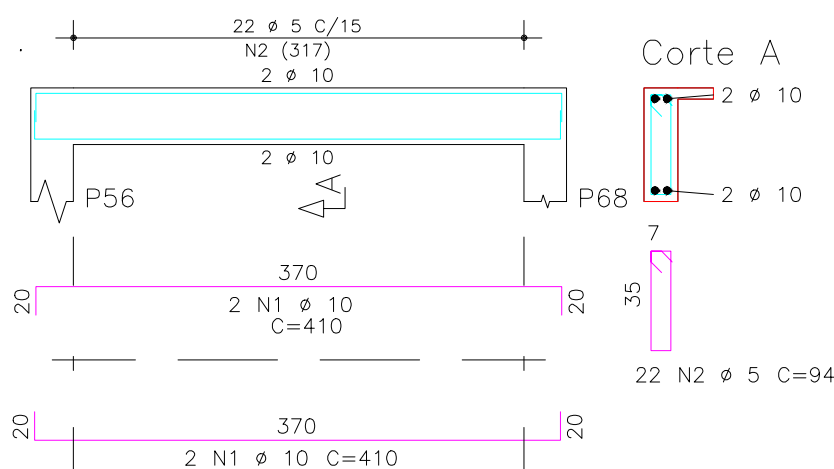 22 ø 5 C/15
N2 (317)
2 ø 10
Corte A
2 ø 10
2 ø 10
A
P56
P68
2 ø 10
7
35
370
20
20
2 N1 ø 10
C=410
22 N2 ø 5 C=94
370
20
20
2 N1 ø 10 C=410